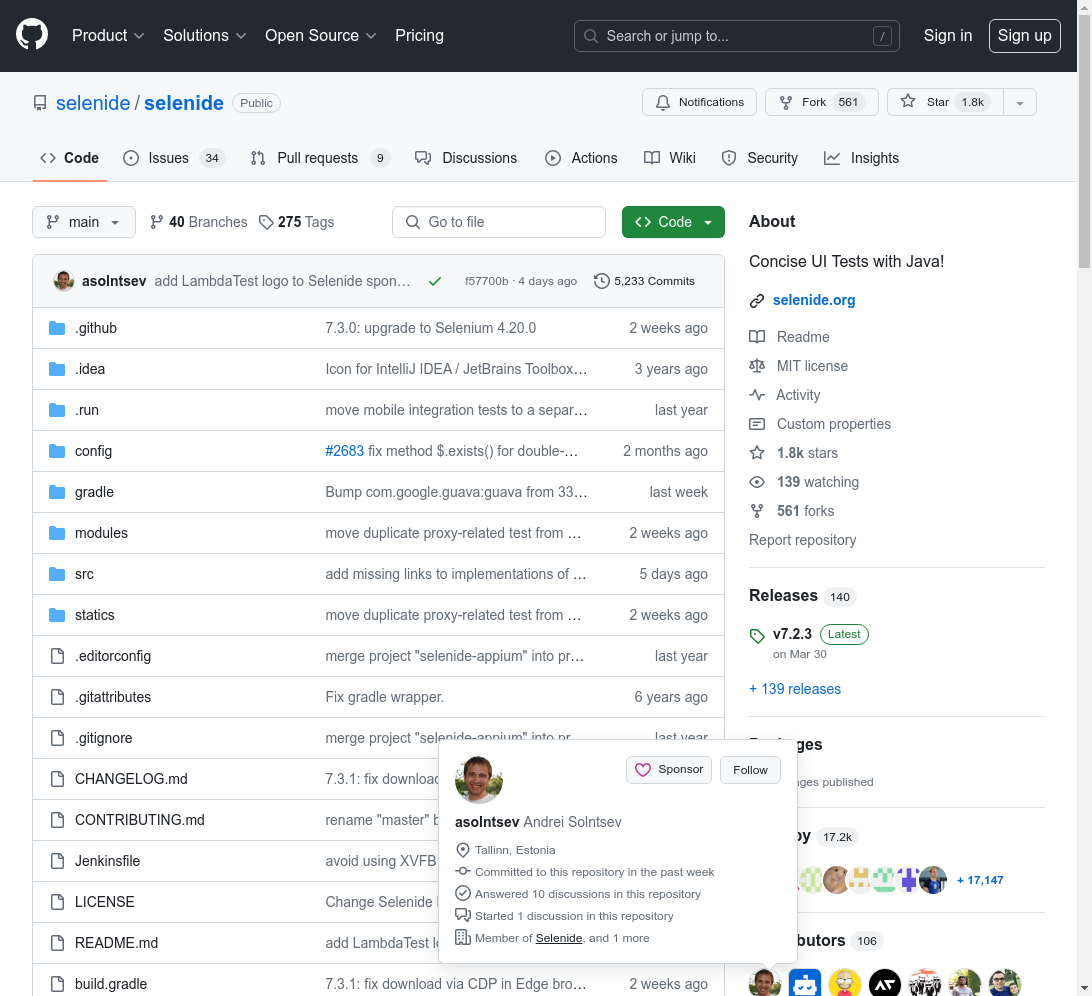 Product Solutions Open Source Pricing Search or jump to... / Sign in Sign up
selenide / selenide Public Notifications Fork 561 Star 1.8k
Code Issues 34 Pull requests 9 Discussions Actions Wiki Security Insights
main 40 Branches 275 Tags Go to file Code
asolntsev add LambdaTest logo to Selenide spon… f57700b · 4 days ago 5,233 Commits
.github 7.3.0: upgrade to Selenium 4.20.0 2 weeks ago
.idea Icon for IntelliJ IDEA / JetBrains Toolbox… 3 years ago
.run move mobile integration tests to a separ… last year
config #2683 fix method $.exists() for double-… 2 months ago
gradle Bump com.google.guava:guava from 33… last week
modules move duplicate proxy-related test from … 2 weeks ago
src add missing links to implementations of … 5 days ago
statics move duplicate proxy-related test from … 2 weeks ago
.editorconfig merge project "selenide-appium" into pr… last year
.gitattributes Fix gradle wrapper. 6 years ago
.gitignore merge project "selenide-appium" into pr… last year
CHANGELOG.md 7.3.1: fix download
CONTRIBUTING.md rename "master" b
Jenkinsfile avoid using XVFB
LICENSE Change Selenide
README.md add LambdaTest lo
build.gradle 7.3.1: fix download via CDP in Edge bro… 2 weeks ago
Sponsor Follow
asolntsev Andrei Solntsev
Tallinn, Estonia
Committed to this repository in the past week
Answered 10 discussions in this repository
Started 1 discussion in this repository
Member of Selenide, and 1 more
About
Concise UI Tests with Java!
selenide.org
Readme
MIT license
Activity
Custom properties
1.8k stars
139 watching
561 forks
Report repository
Releases 140
v7.2.3 Latest
on Mar 30
+ 139 releases
ges
ges published
by 17.2k
+ 17,147
butors 106